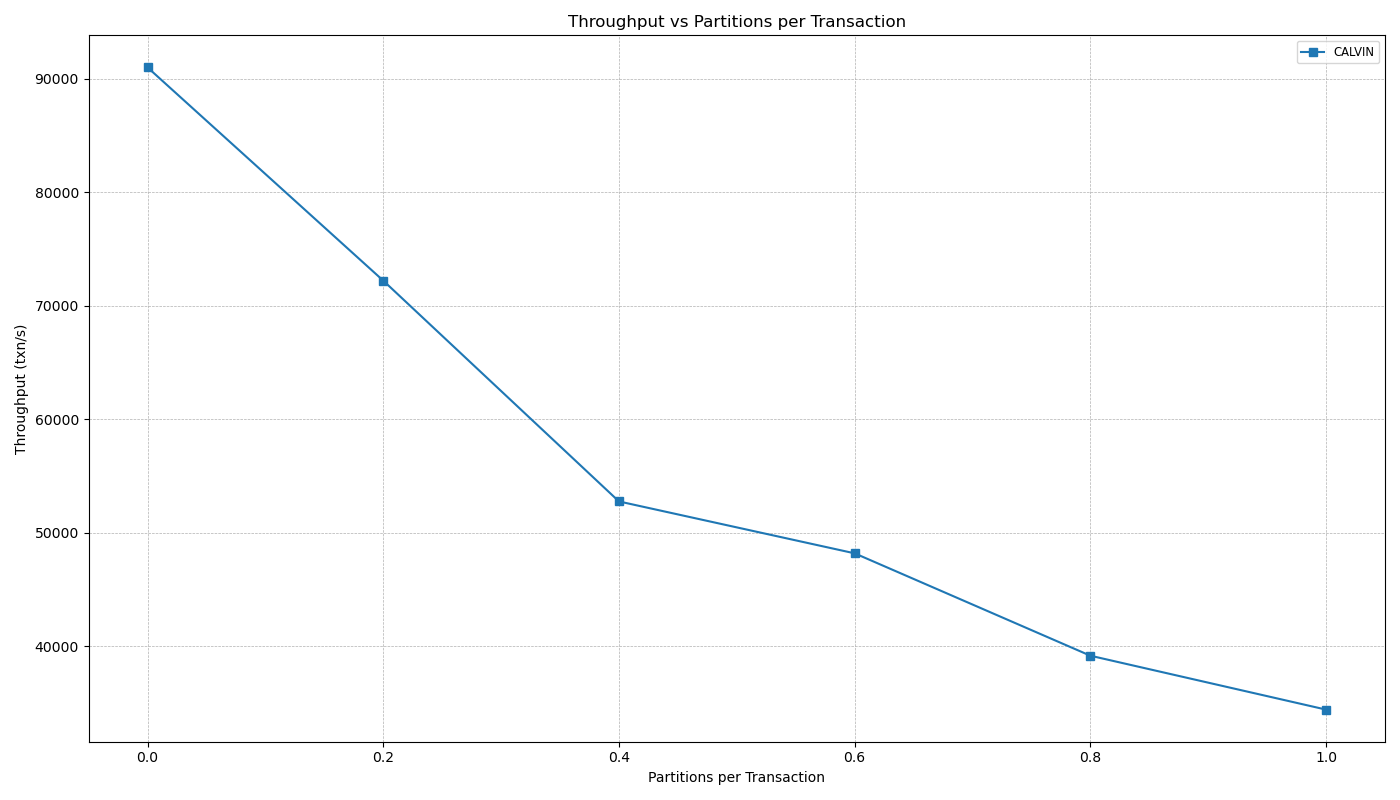 Throughput vs Partitions per Transaction
CALVIN
90000
80000
70000
60000
50000
40000
Throughput (txn/s)
0.0 0.2 0.4 0.6 0.8 1.0
Partitions per Transaction